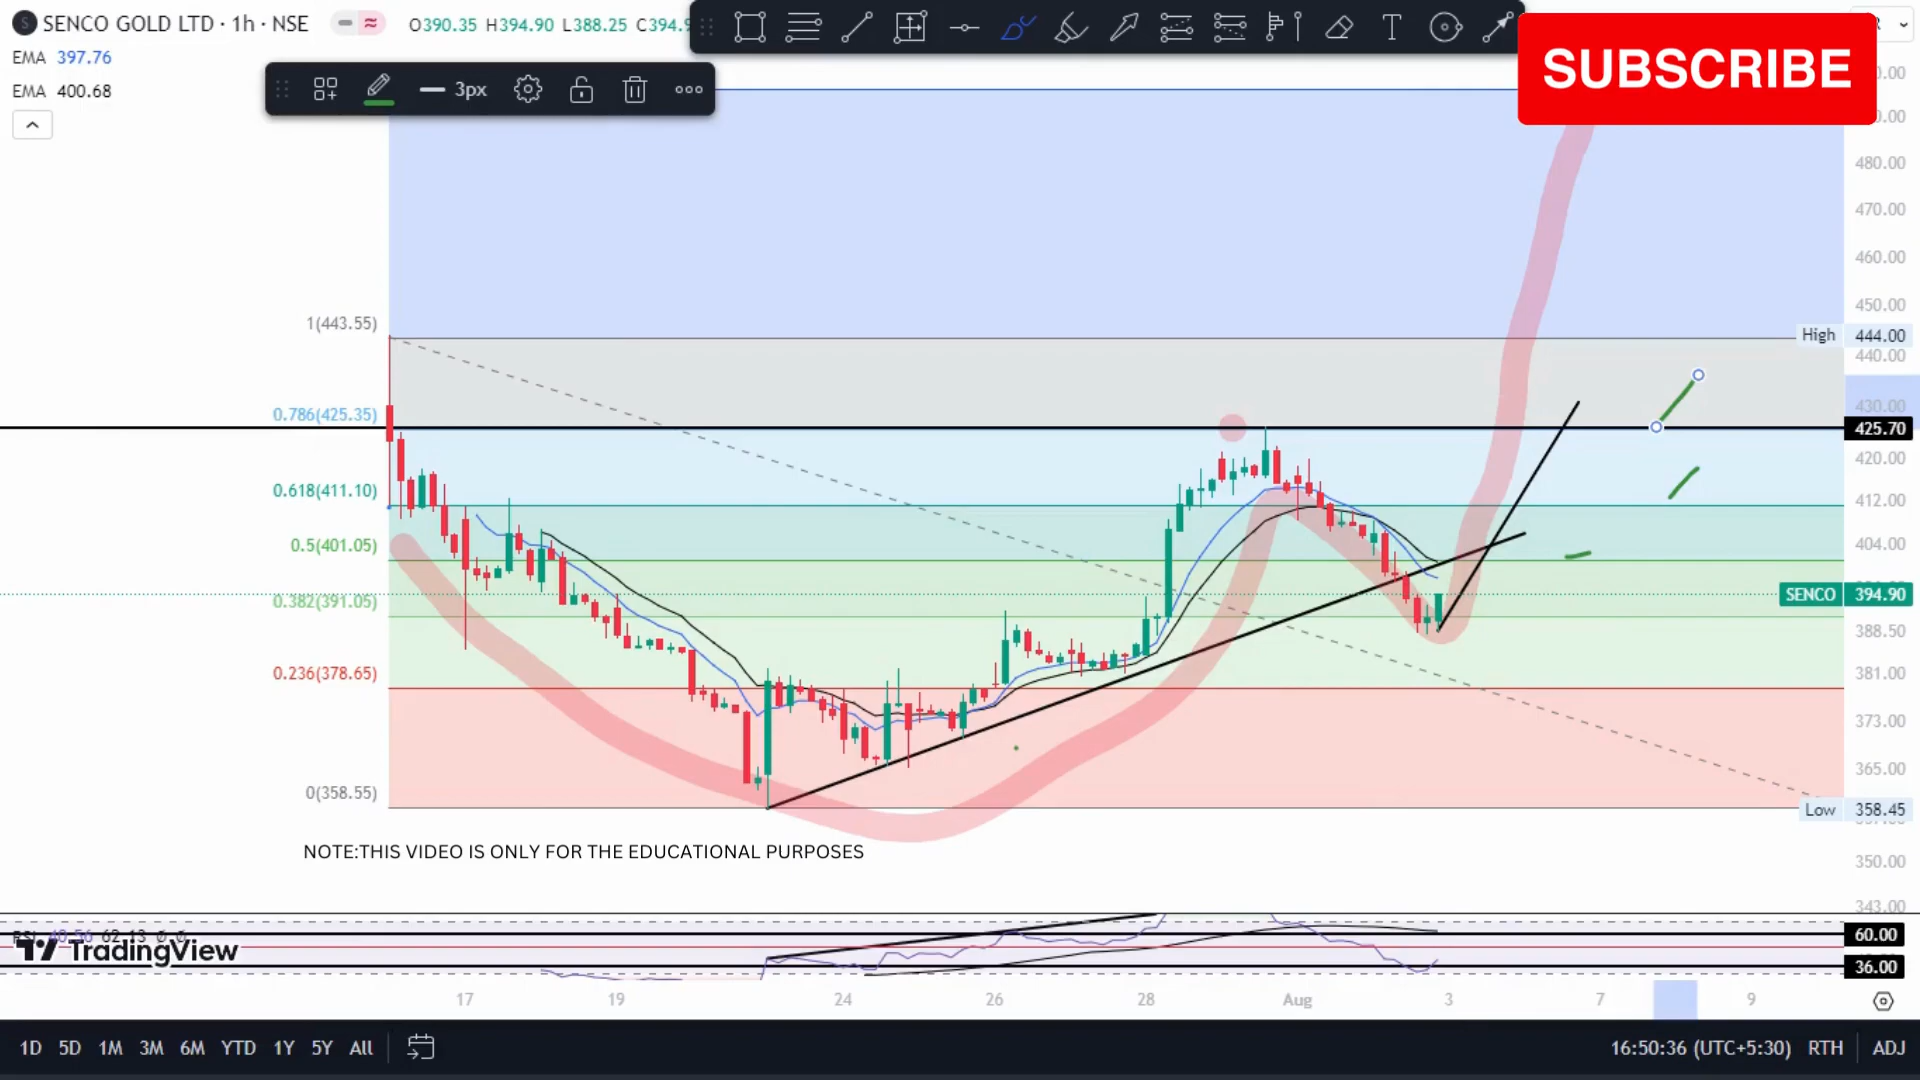 S SENCO GOLD LTD · 1h · NSE O390.35 H394.90 L388.25 C394.9
SUBSCRIBE
EMA 397.76
EMA 400.68
3px
T
480.00
470.00
460.00
450.00
1(443.55)
High 444.00
440.00
0.786(425.35)
430.00
425.70
420.00
0.618(411.10)
412.00
0.5(401.05)
404.00
0.382(391.05)
SENCO 394.90
388.50
0.236(378.65)
381.00
373.00
365.00
0(358.55)
Low 358.45
NOTE:THIS VIDEO IS ONLY FOR THE EDUCATIONAL PURPOSES
350.00
343.00
60.00
TradingView
36.00
17 19 24 26 28 Aug 3 7 9
1D 5D 1M 3M 6M YTD 1Y 5Y All 16:50:36 (UTC+5:30) RTH ADJ